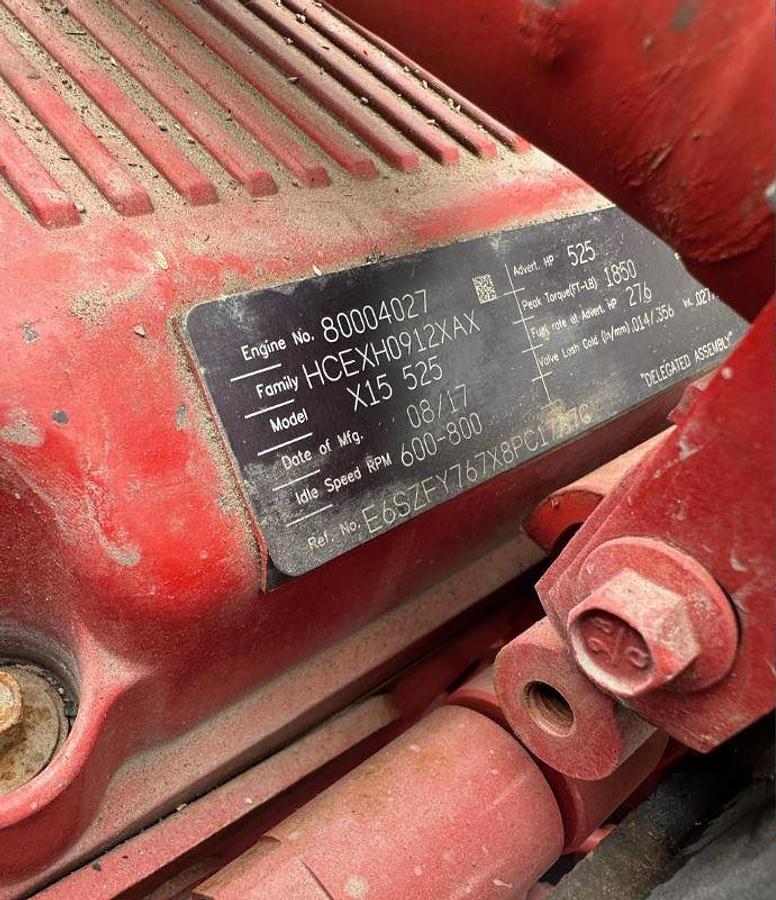 Engine No. 80004027
Family HCEXH0912XAX
Model X15 525
Date of Mfg. 08/17
Idle Speed RPM 600-800
Ref. No.
Advert. HP 525
Peak Torque(FT-LB) 1850
Fuel rate at Advert. HP 276
Valve Lash Cold (in/mm) .014/.356
"DELEGATED ASSEMBLY"